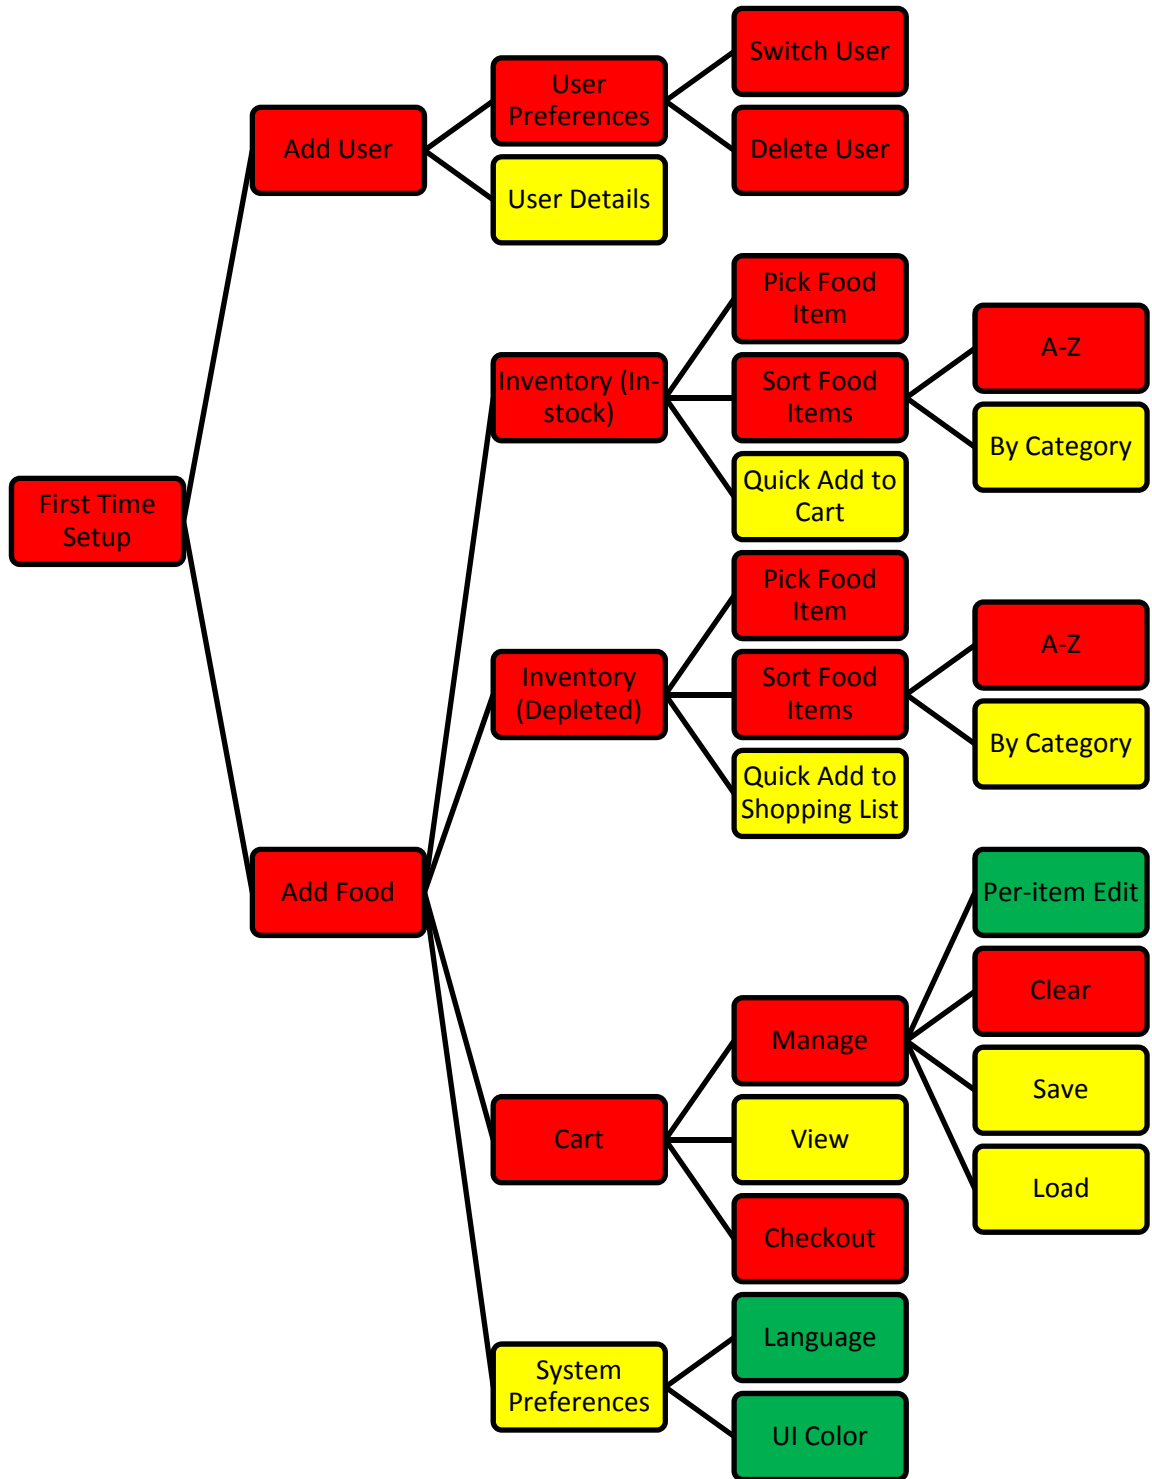 Switch User
User
Preferences
Add User
Delete User
User Details
Pick Food
Item
A-Z
Inventory (In-
stock)
Sort Food
Items
By Category
Quick Add to
Cart
First Time
Setup
Pick Food
Item
A-Z
Inventory
(Depleted)
Sort Food
Items
By Category
Quick Add to
Shopping List
Add Food
Per-item Edit
Clear
Manage
Save
Cart
View
Load
Checkout
Language
System
Preferences
UI Color